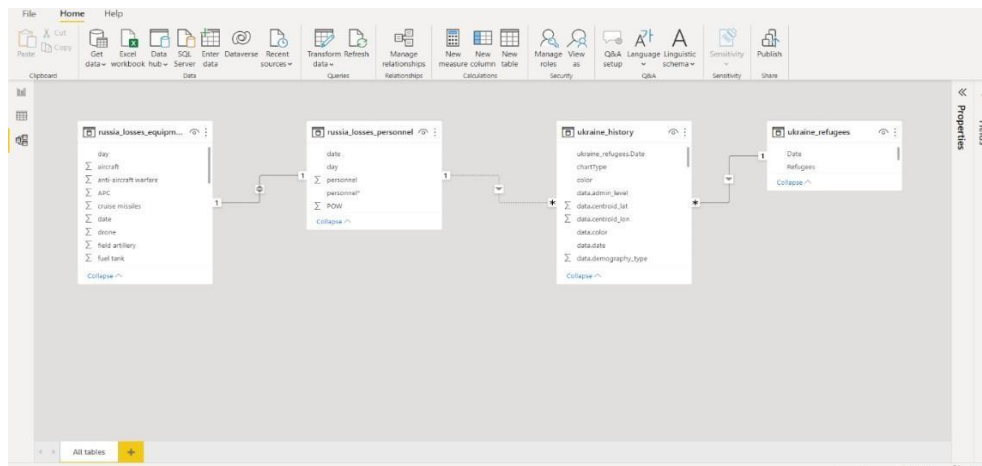 File Home Help
Cut
Paste Copy
Get data
Excel workbook
Data hub
SQL Server
Enter data
Dataverse
Recent sources
Transform data
Refresh
Manage relationships
New measure
New column
New table
Manage roles
View as
Q&A setup
Language
Linguistic schema
Sensitivity
Publish
Clipboard Data Queries Relationships Calculations Security Q&A Sensitivity Share
russia_losses_equipm...
day
Σ aircraft
Σ anti-aircraft warfare
Σ APC
Σ cruise missiles
Σ date
Σ drone
Σ field artillery
Σ fuel tank
Collapse
1
1
russia_losses_personnel
date
day
Σ personnel
personnel*
Σ POW
Collapse
1
*
ukraine_history
ukraine_refugees.Date
chartType
color
data.admin_level
Σ data.centroid_lat
Σ data.centroid_lon
data.color
data.date
Σ data.demography_type
Collapse
*
1
ukraine_refugees
Date
Refugees
Collapse
Properties
Fields
All tables +